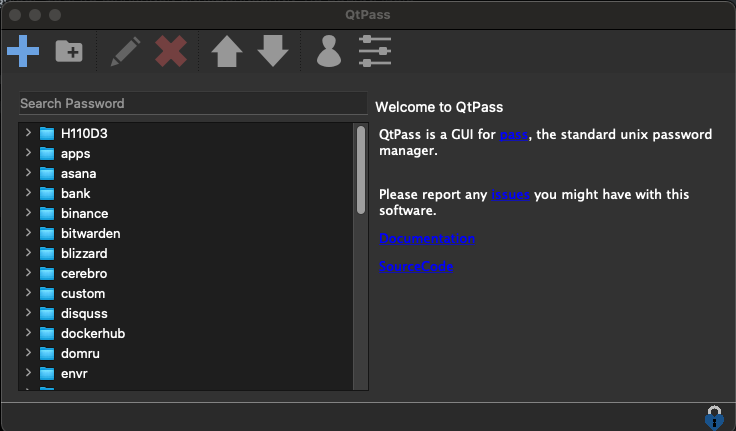 QtPass
Search Password
H110D3
apps
asana
bank
binance
bitwarden
blizzard
cerebro
custom
disquss
dockerhub
domru
envr
Welcome to QtPass
QtPass is a GUI for pass, the standard unix password
manager.
Please report any issues you might have with this
software.
Documentation
SourceCode